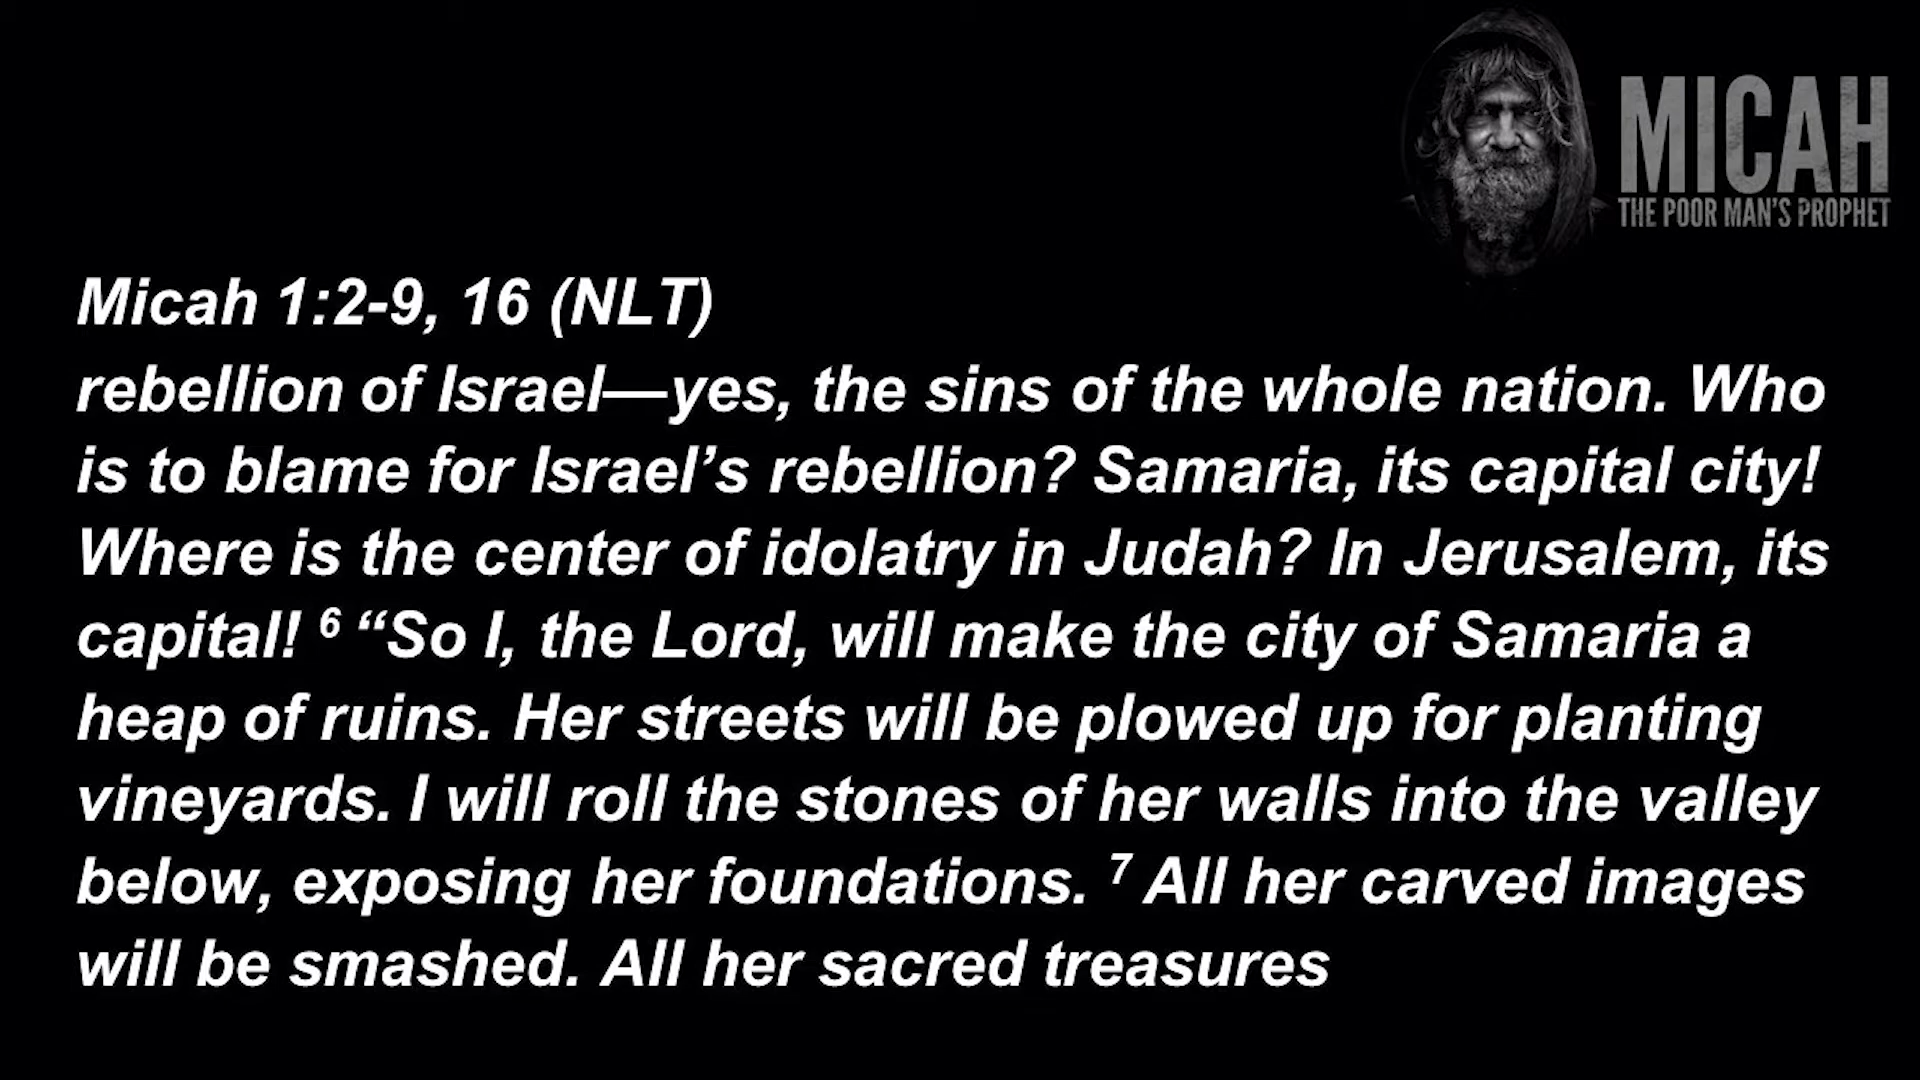 MICAH
THE POOR MAN'S PROPHET
Micah 1:2-9, 16 (NLT)
rebellion of Israel—yes, the sins of the whole nation. Who
is to blame for Israel’s rebellion? Samaria, its capital city!
Where is the center of idolatry in Judah? In Jerusalem, its
capital! 6 “So I, the Lord, will make the city of Samaria a
heap of ruins. Her streets will be plowed up for planting
vineyards. I will roll the stones of her walls into the valley
below, exposing her foundations. 7 All her carved images
will be smashed. All her sacred treasures